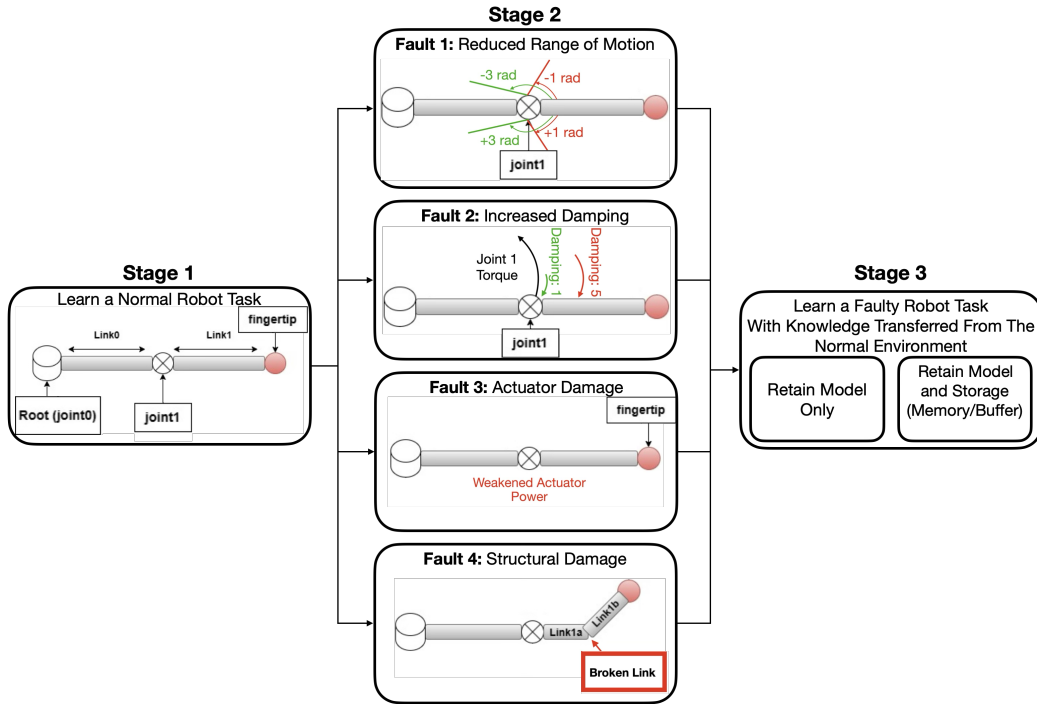 Stage 1
Learn a Normal Robot Task
fingertip
Link0
Link1
Root (joint0)
joint1
Stage 2
Fault 1: Reduced Range of Motion
-3 rad
-1 rad
+3 rad
+1 rad
joint1
Fault 2: Increased Damping
Joint 1
Torque
Damping: 1
Damping: 5
joint1
Fault 3: Actuator Damage
fingertip
Weakened Actuator
Power
Fault 4: Structural Damage
Link1a
Link1b
Broken Link
Stage 3
Learn a Faulty Robot Task
With Knowledge Transferred From The
Normal Environment
Retain Model
Only
Retain Model
and Storage
(Memory/Buffer)